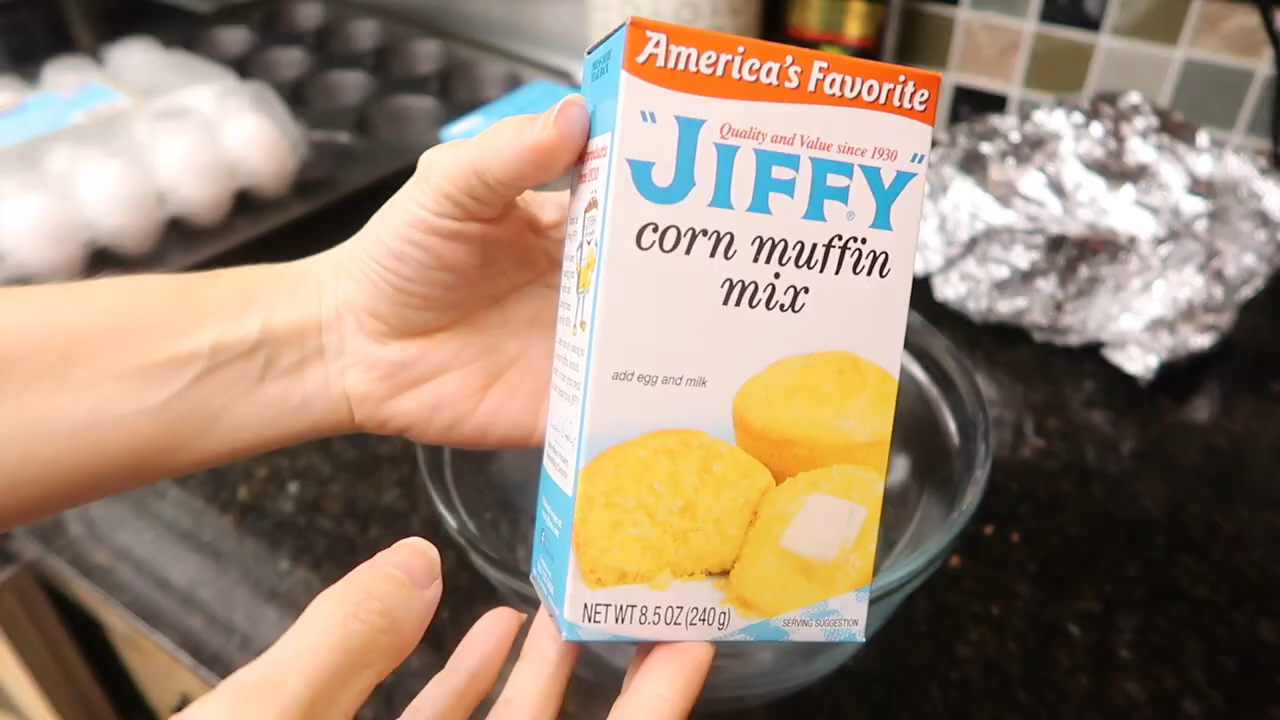 America's Favorite
Quality and Value since 1930
"JIFFY"®
corn muffin
mix
add egg and milk
NET WT 8.5 OZ (240 g)
SERVING SUGGESTION